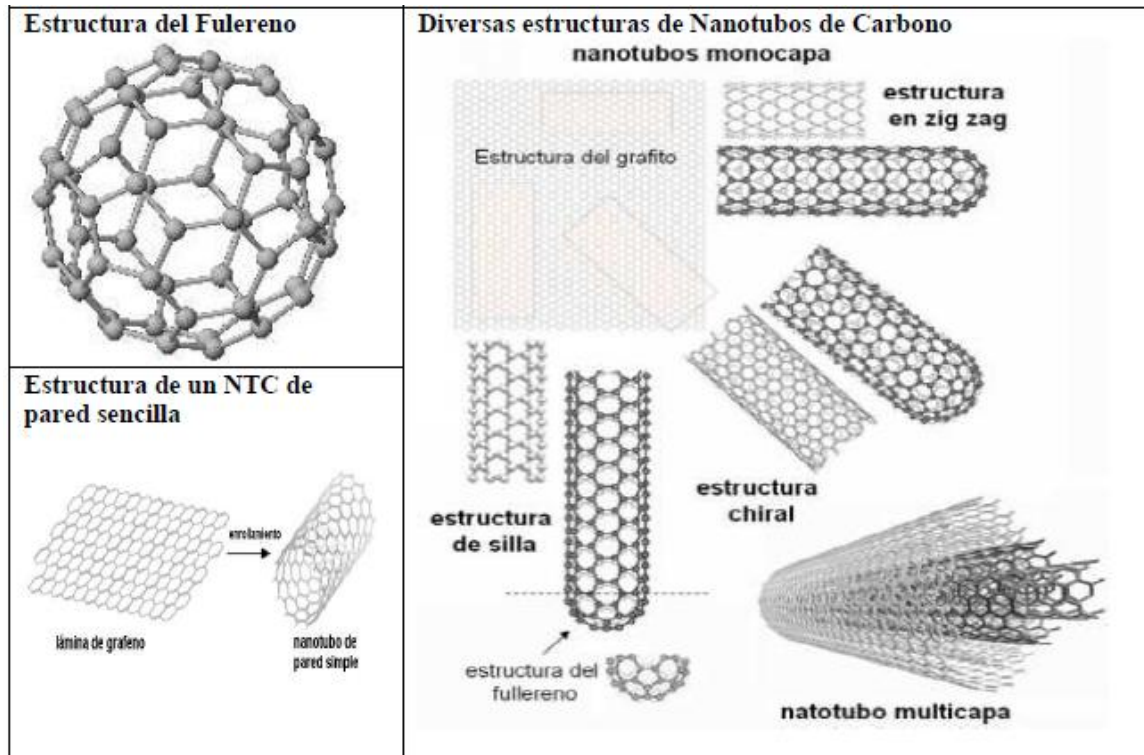 Estructura del Fulereno
Estructura de un NTC de
pared sencilla
enrollamiento
lámina de grafeno
nanotubo de
pared simple
Diversas estructuras de Nanotubos de Carbono
nanotubos monocapa
estructura
en zig zag
Estructura del grafito
estructura
chiral
estructura
de silla
estructura del
fullereno
natotubo multicapa